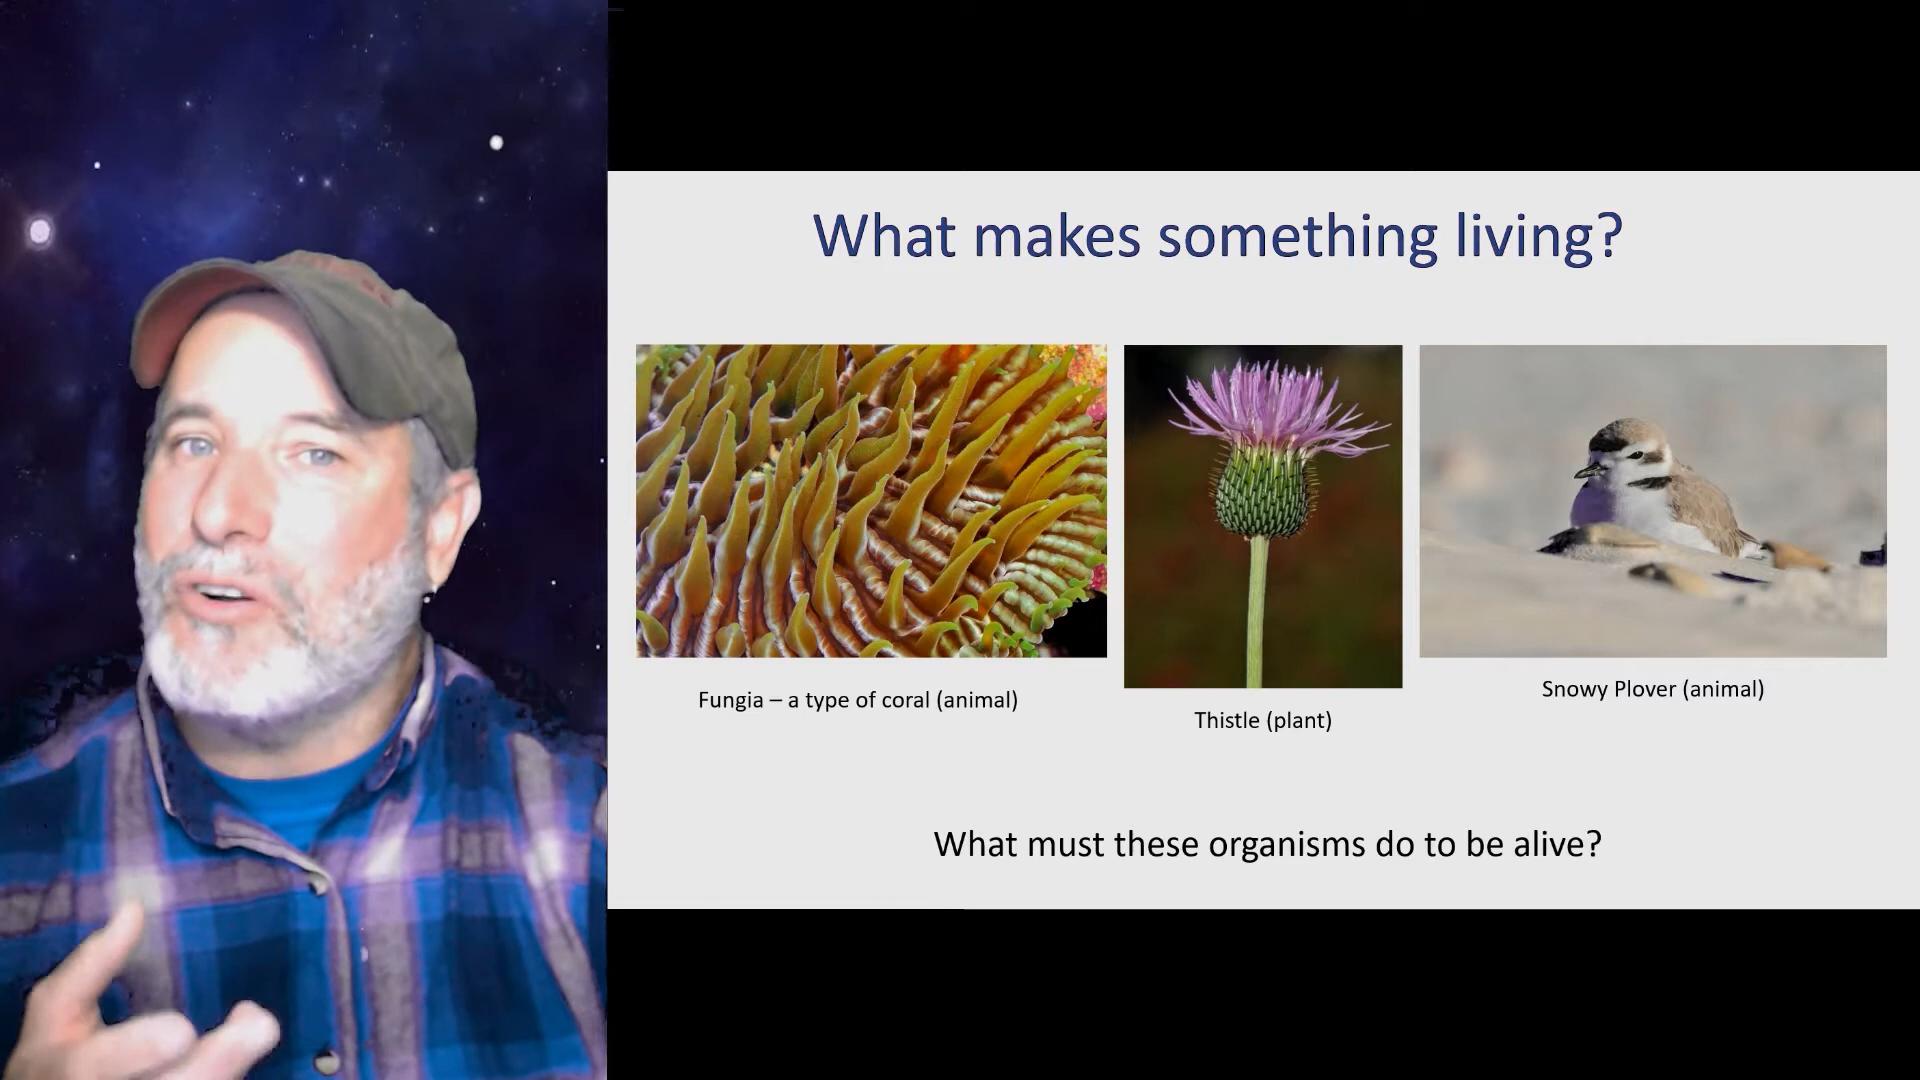 What makes something living?
Fungia – a type of coral (animal)
Thistle (plant)
Snowy Plover (animal)
What must these organisms do to be alive?